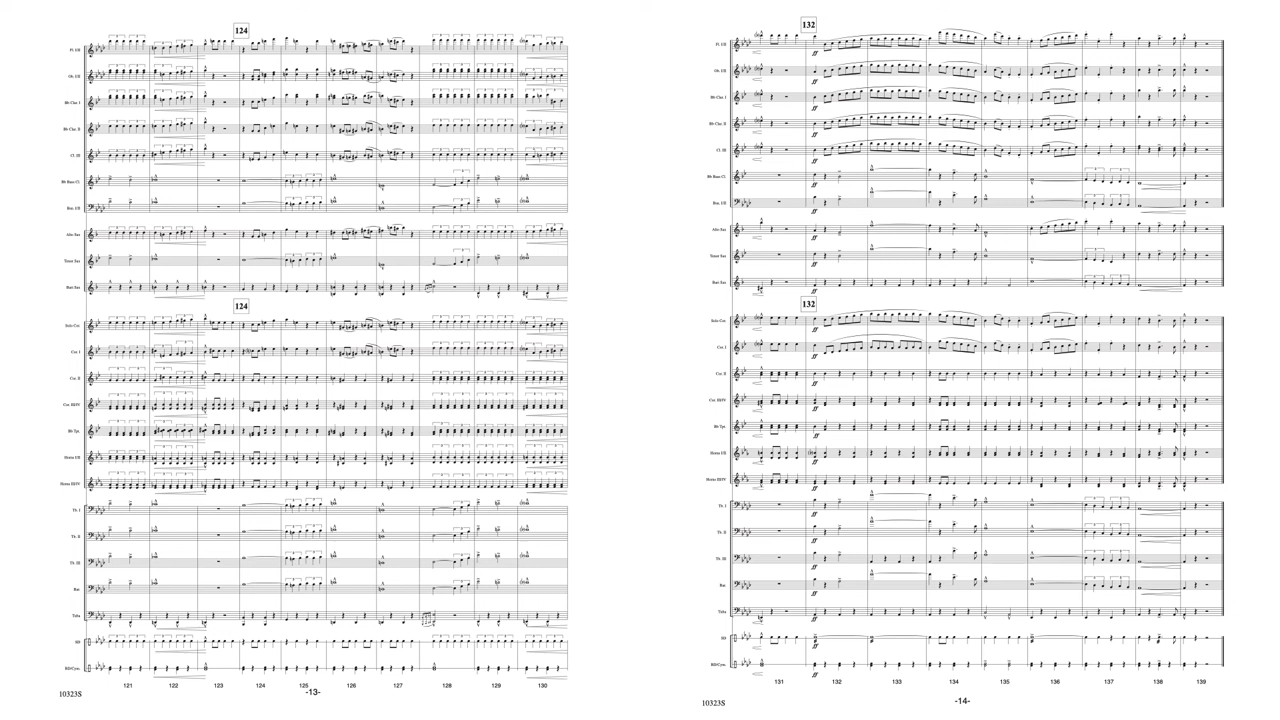 124
Fl. I/II
Ob. I/II
Bb Clar. I
Bb Clar. II
Cl. III
Bb Bass Cl.
Bsn. I/II
Alto Sax
Tenor Sax
Bari Sax
124
Solo Cor.
Cor. I
Cor. II
Cor. III/IV
Bb Tpt.
Horn I/II
Horn III/IV
Tb. I
Tb. II
Tb. III
Bar.
Tuba
SD
BD/Cym.
121 122 123 124 125 126 127 128 129 130
10323S
-13-
132
Fl. I/II
Ob. I/II
Bb Clar. I
Bb Clar. II
Cl. III
Bb Bass Cl.
Bsn. I/II
Alto Sax
Tenor Sax
Bari Sax
132
Solo Cor.
Cor. I
Cor. II
Cor. III/IV
Bb Tpt.
Horn I/II
Horn III/IV
Tb. I
Tb. II
Tb. III
Bar.
Tuba
SD
BD/Cym.
131 132 133 134 135 136 137 138 139
10323S
-14-